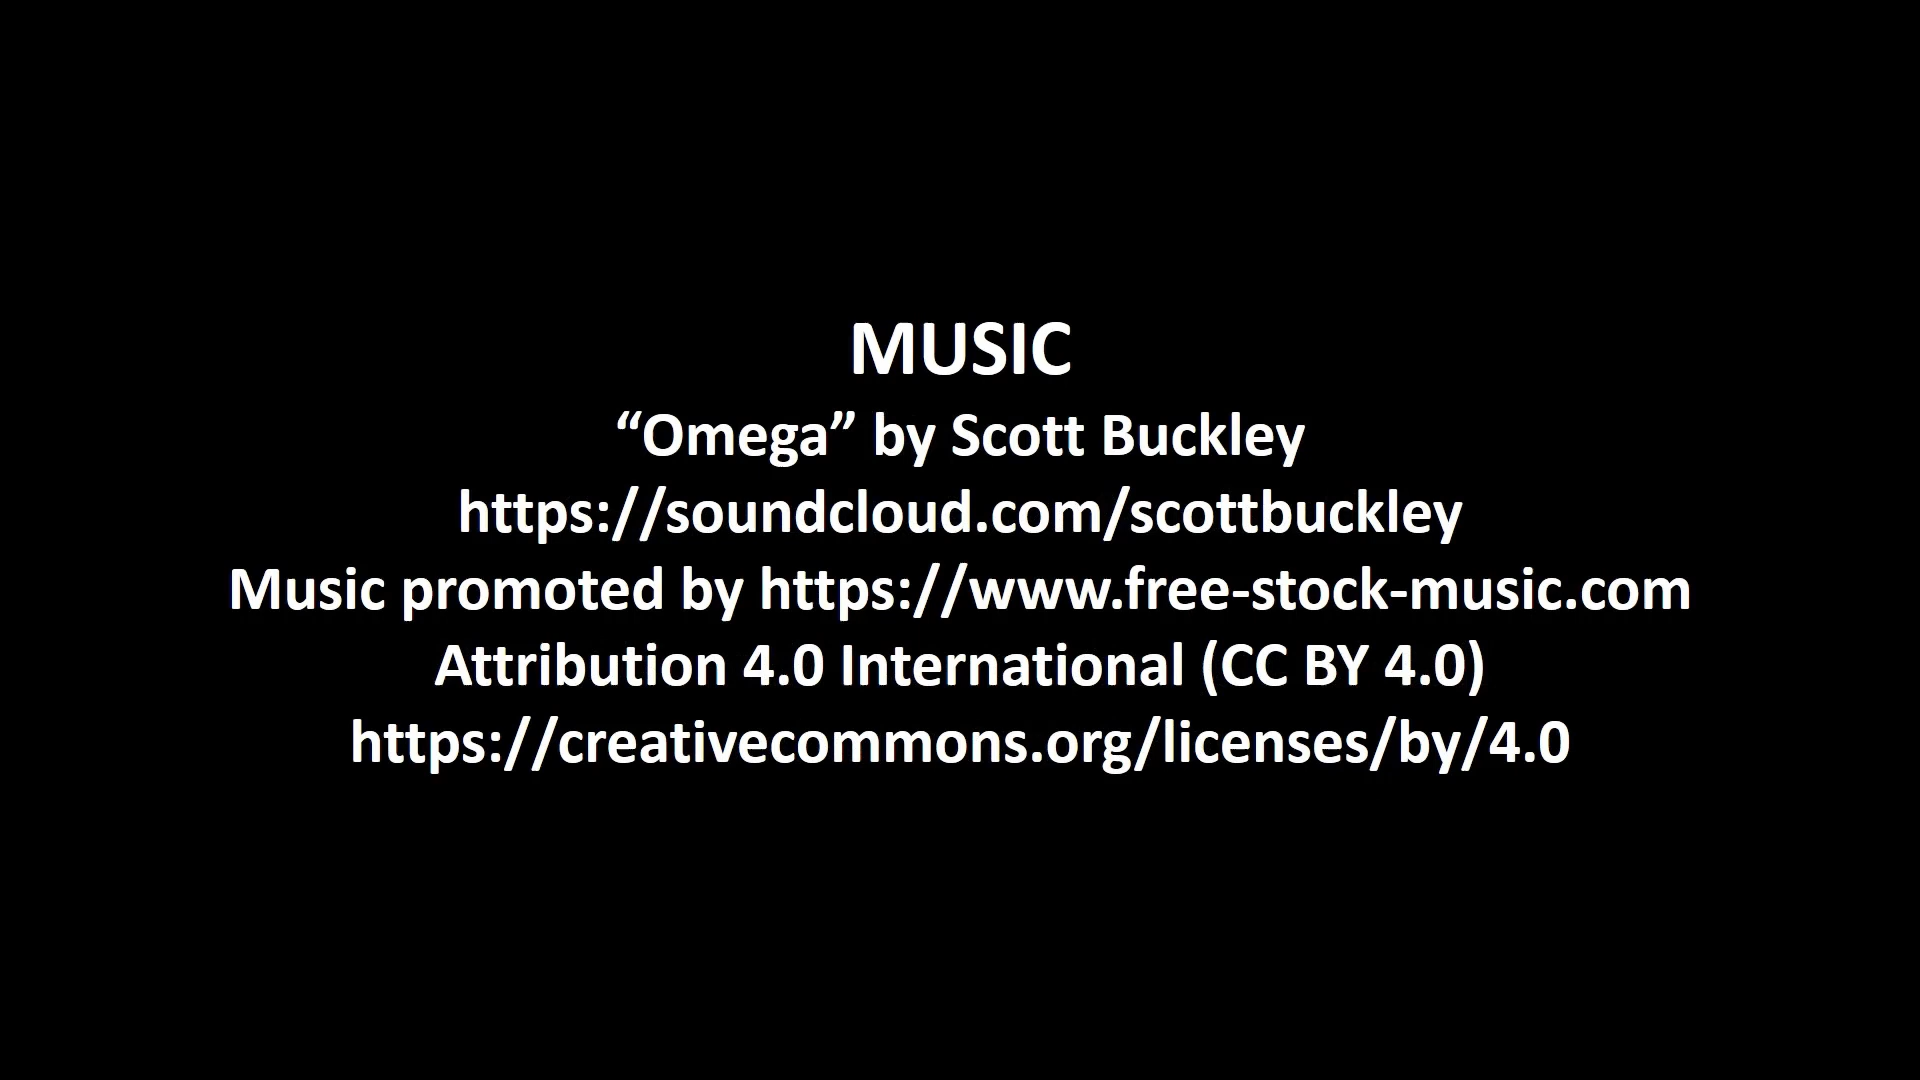 MUSIC
“Omega” by Scott Buckley
https://soundcloud.com/scottbuckley
Music promoted by https://www.free-stock-music.com
Attribution 4.0 International (CC BY 4.0)
https://creativecommons.org/licenses/by/4.0